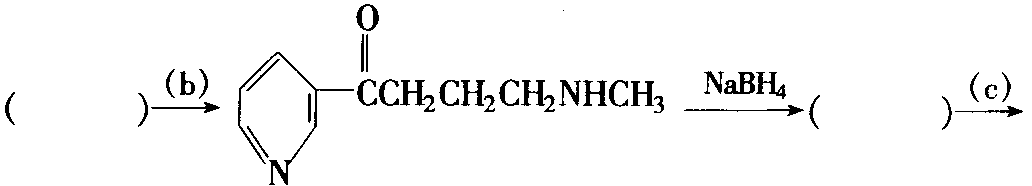 O
(          ) (b) CCH₂CH₂CH₂NHCH₃ NaBH₄ (          ) (c)
N